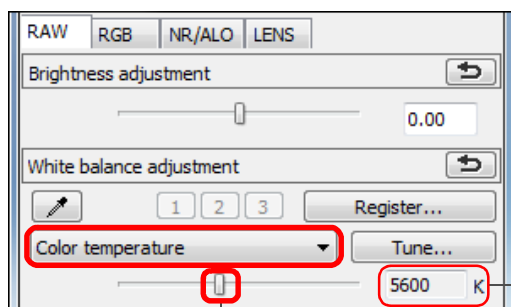 RAW RGB NR/ALO LENS
Brightness adjustment
0.00
White balance adjustment
1 2 3 Register...
Color temperature Tune...
5600 K